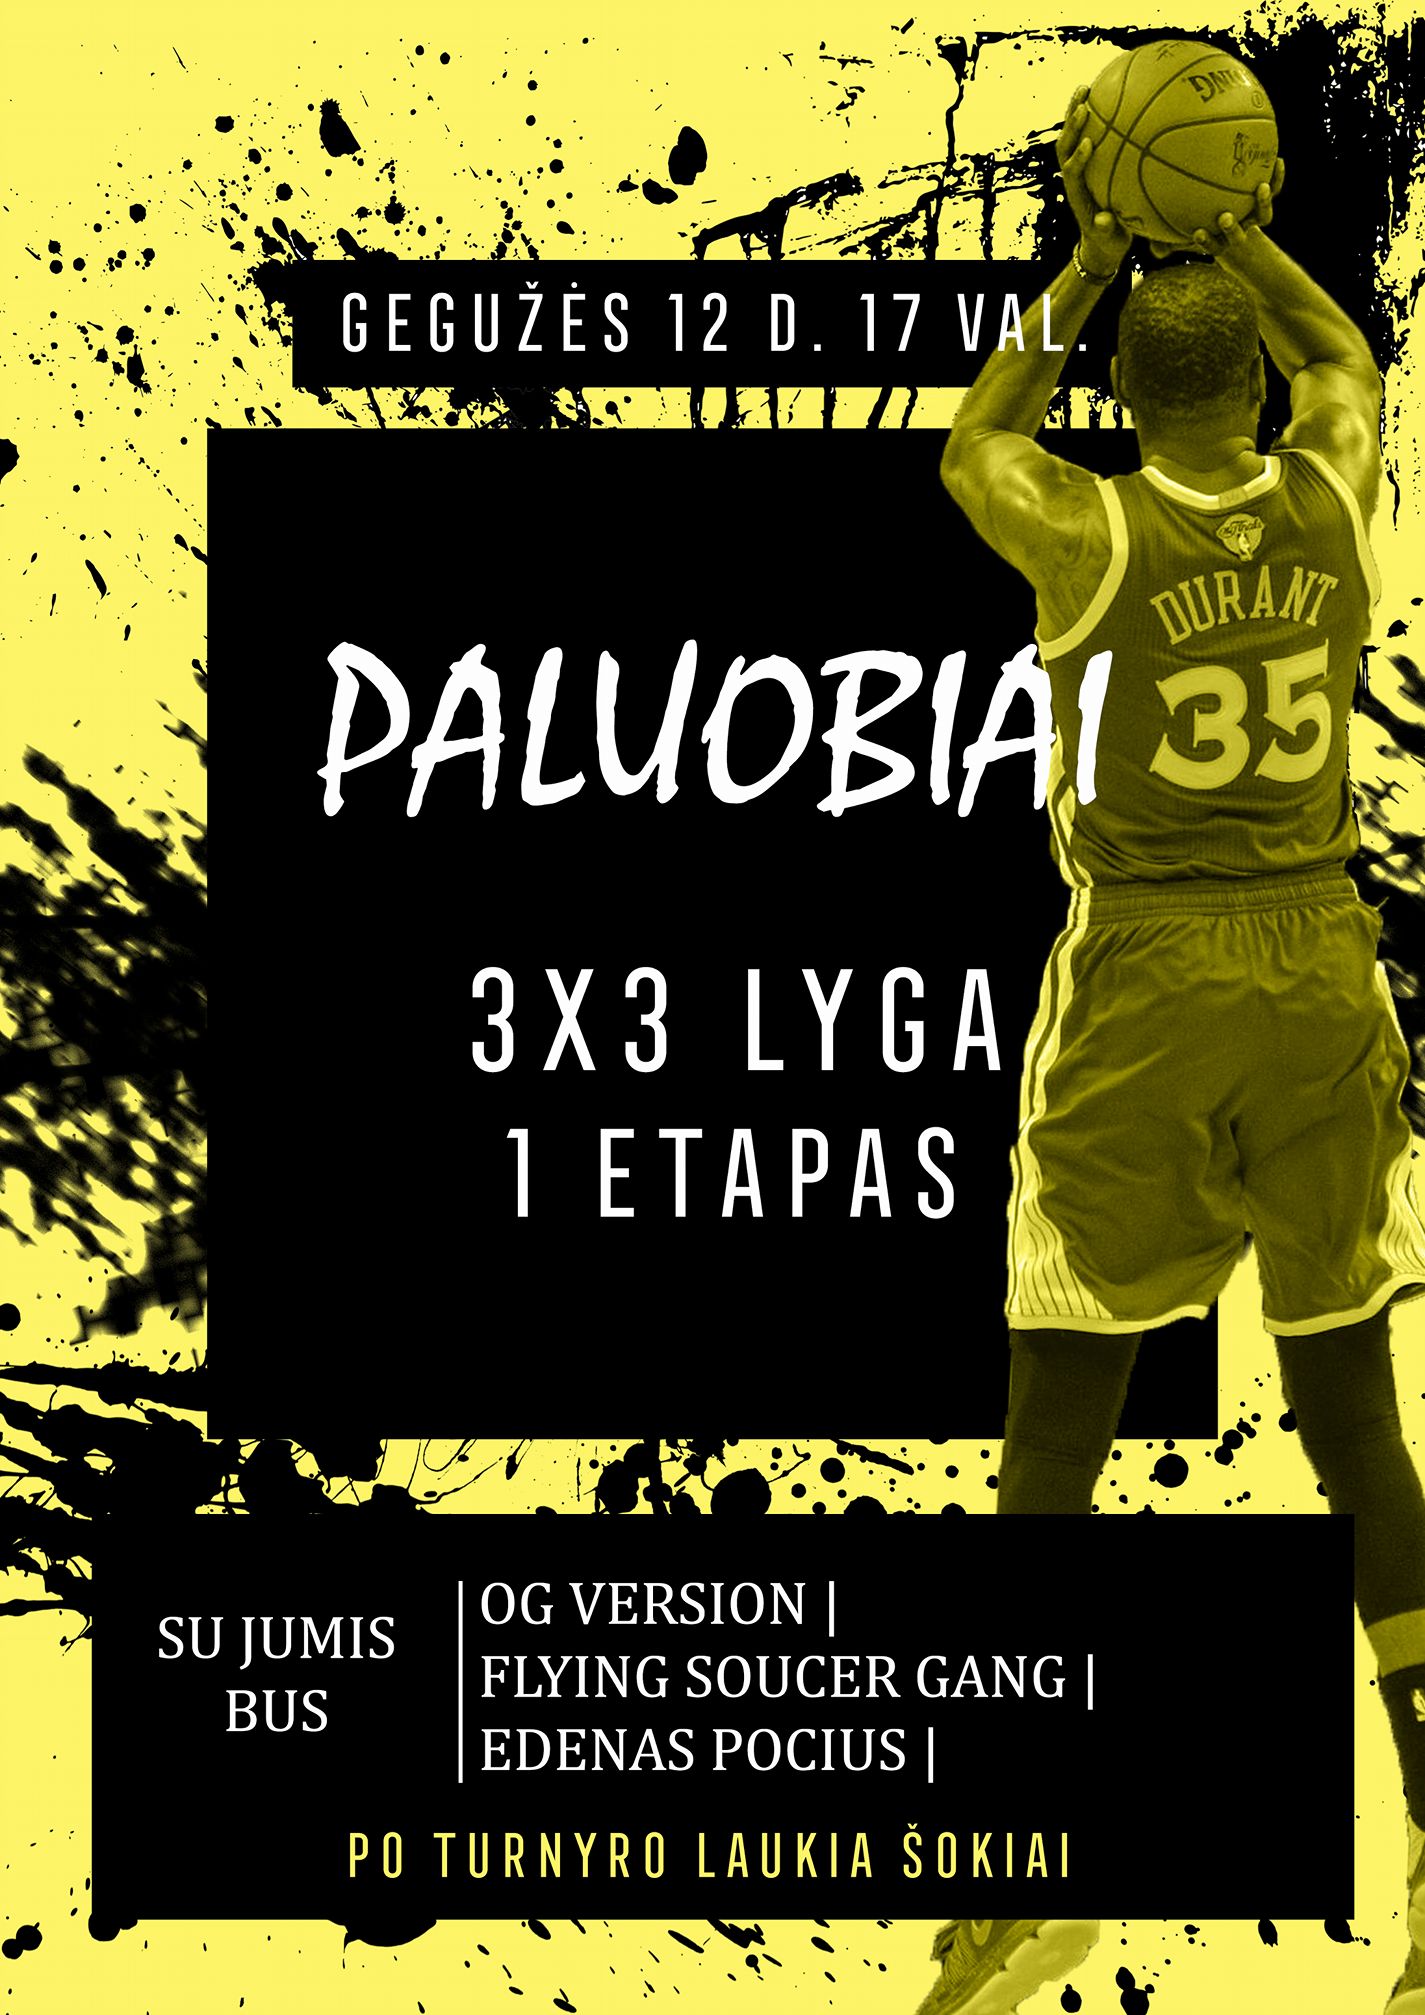 GEGUŽĖS 12 D. 17 VAL.
DURANT
35
PALUOBIAI
3X3 LYGA
1 ETAPAS
SU JUMIS
BUS
OG VERSION |
FLYING SOUCER GANG |
EDENAS POCIUS |
PO TURNYRO LAUKIA ŠOKIAI